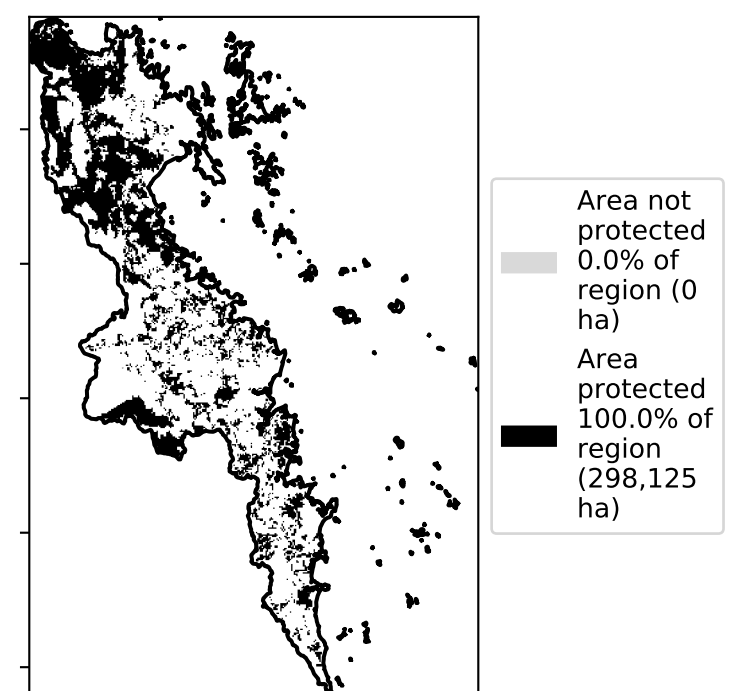 Area not
protected
0.0% of
region (0
ha)
Area
protected
100.0% of
region
(298,125
ha)